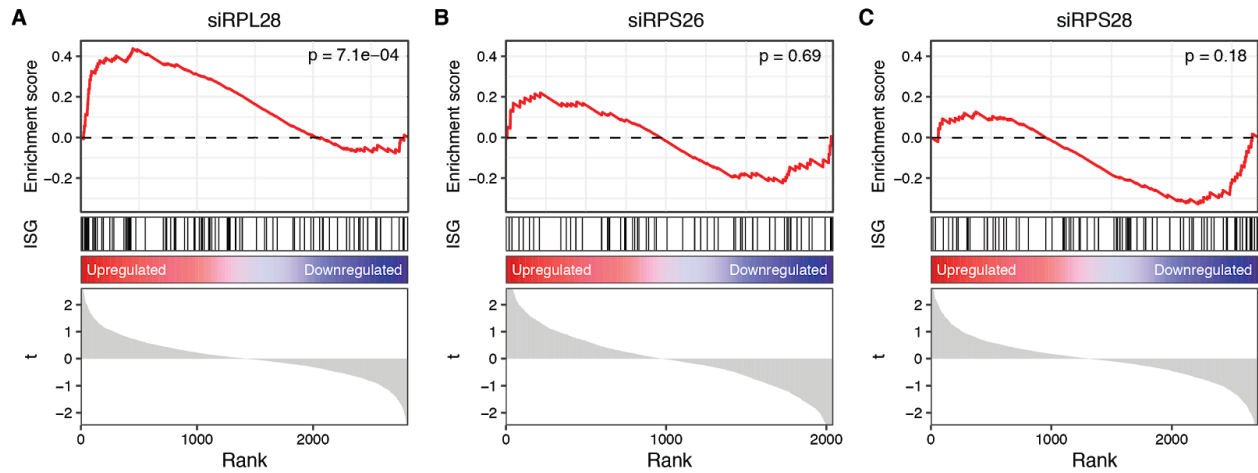 A
siRPL28
Enrichment score
0.4
0.2
0.0
−0.2
p = 7.1e−04
ISG
Upregulated
Downregulated
t
2
1
0
−1
−2
0
1000
2000
Rank
B
siRPS26
Enrichment score
0.4
0.2
0.0
−0.2
p = 0.69
ISG
Upregulated
Downregulated
t
2
1
0
−1
−2
0
1000
2000
Rank
C
siRPS28
Enrichment score
0.4
0.2
0.0
−0.2
p = 0.18
ISG
Upregulated
Downregulated
t
2
1
0
−1
−2
0
1000
2000
Rank